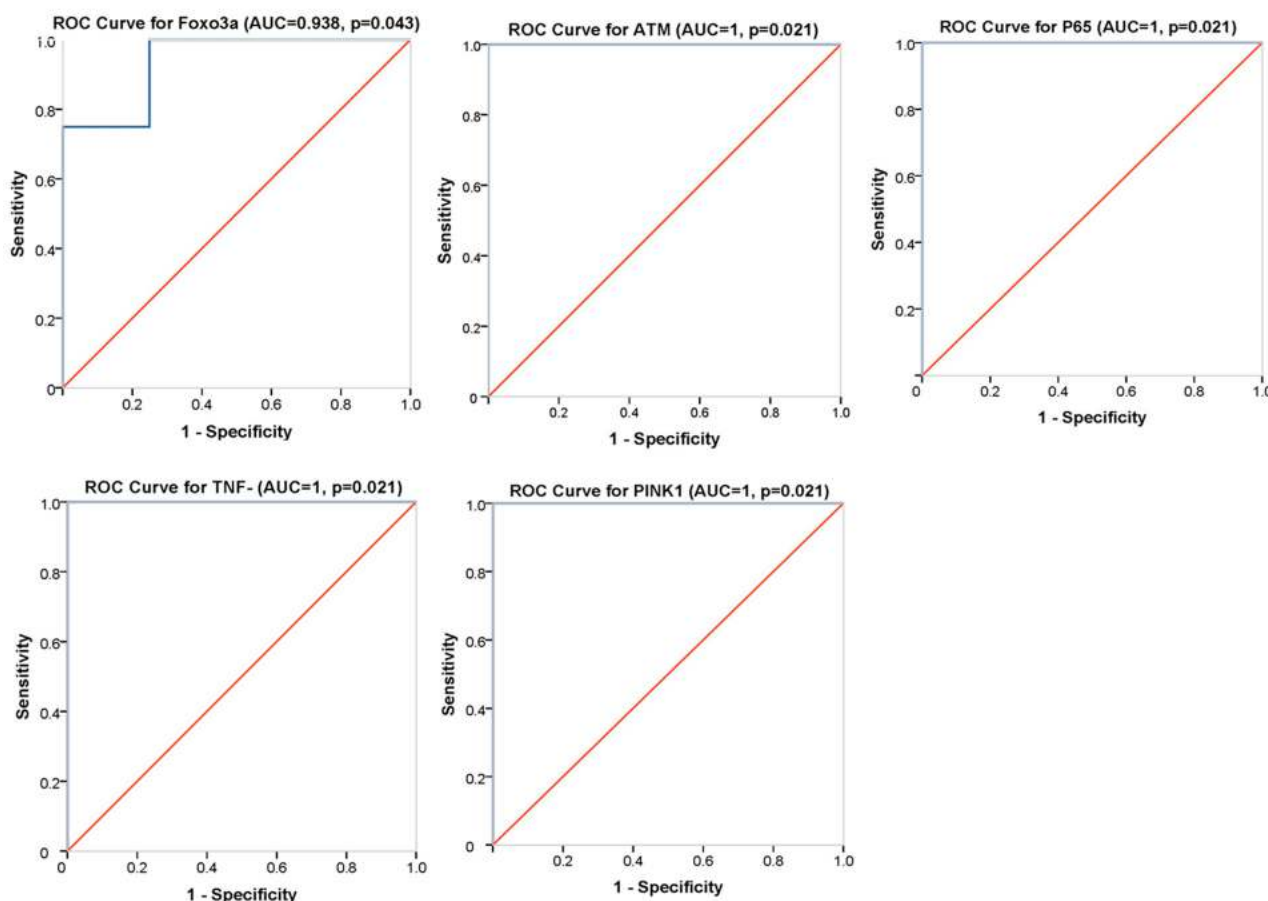 ROC Curve for Foxo3a (AUC=0.938, p=0.043)
1.0
0.8
0.6
0.4
0.2
0
Sensitivity
0.2 0.4 0.6 0.8 1.0
1 - Specificity
ROC Curve for ATM (AUC=1, p=0.021)
1.0
0.8
0.6
0.4
0.2
0
Sensitivity
0.2 0.4 0.6 0.8 1.0
1 - Specificity
ROC Curve for P65 (AUC=1, p=0.021)
1.0
0.8
0.6
0.4
0.2
Sensitivity
0 0.2 0.4 0.6 0.8 1.0
1 - Specificity
ROC Curve for TNF- (AUC=1, p=0.021)
1.0
0.8
0.6
0.4
0.2
0
Sensitivity
0 0.2 0.4 0.6 0.8 1.0
1 - Specificity
ROC Curve for PINK1 (AUC=1, p=0.021)
1.0
0.8
0.6
0.4
0.2
0
Sensitivity
0.2 0.4 0.6 0.8 1.0
1 - Specificity